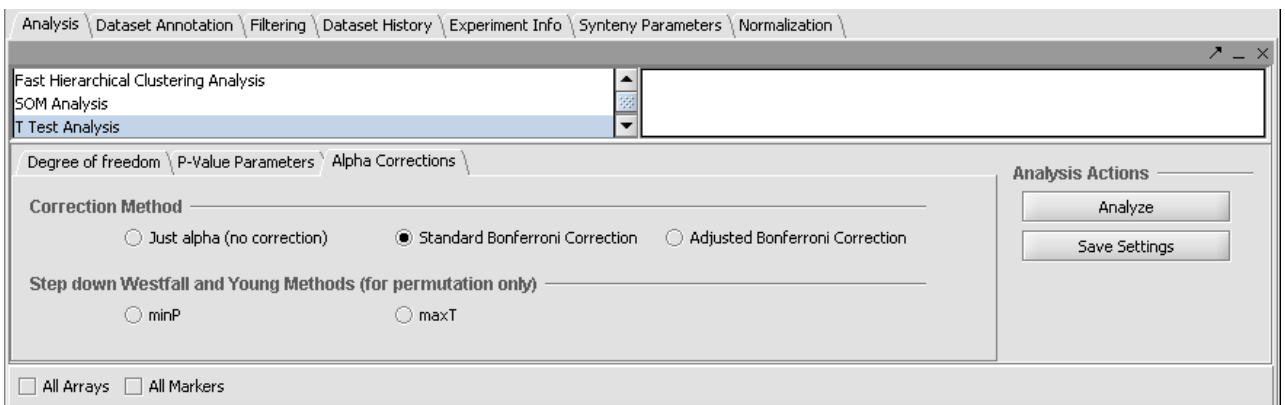 Analysis Dataset Annotation Filtering Dataset History Experiment Info Synteny Parameters Normalization
Fast Hierarchical Clustering Analysis
SOM Analysis
T Test Analysis
Degree of freedom P-Value Parameters Alpha Corrections
Correction Method
Just alpha (no correction) Standard Bonferroni Correction Adjusted Bonferroni Correction
Step down Westfall and Young Methods (for permutation only)
minP maxT
Analysis Actions
Analyze
Save Settings
All Arrays All Markers